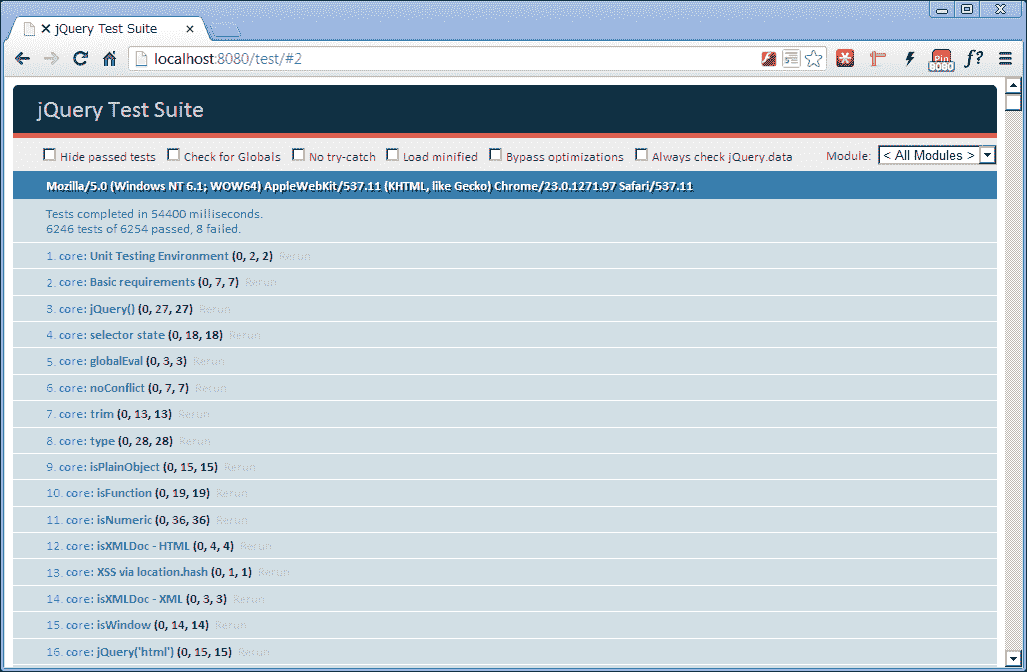 ✕ jQuery Test Suite ×
localhost:8080/test/#2
Pin
8080
f?
jQuery Test Suite
Hide passed tests Check for Globals No try-catch Load minified Bypass optimizations Always check jQuery.data Module: < All Modules >
Mozilla/5.0 (Windows NT 6.1; WOW64) AppleWebKit/537.11 (KHTML, like Gecko) Chrome/23.0.1271.97 Safari/537.11
Tests completed in 54400 milliseconds.
6246 tests of 6254 passed, 8 failed.
1. core: Unit Testing Environment (0, 2, 2) Rerun
2. core: Basic requirements (0, 7, 7) Rerun
3. core: jQuery() (0, 27, 27) Rerun
4. core: selector state (0, 18, 18) Rerun
5. core: globalEval (0, 3, 3) Rerun
6. core: noConflict (0, 7, 7) Rerun
7. core: trim (0, 13, 13) Rerun
8. core: type (0, 28, 28) Rerun
9. core: isPlainObject (0, 15, 15) Rerun
10. core: isFunction (0, 19, 19) Rerun
11. core: isNumeric (0, 36, 36) Rerun
12. core: isXMLDoc - HTML (0, 4, 4) Rerun
13. core: XSS via location.hash (0, 1, 1) Rerun
14. core: isXMLDoc - XML (0, 3, 3) Rerun
15. core: isWindow (0, 14, 14) Rerun
16. core: jQuery('html') (0, 15, 15) Rerun